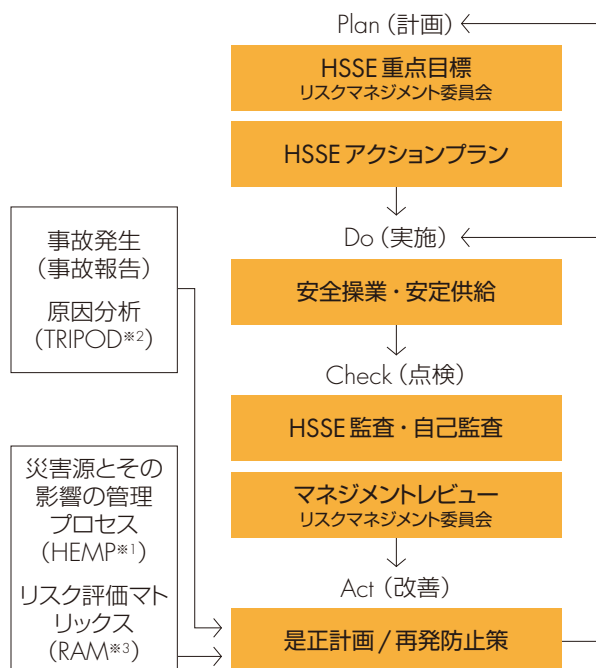 Plan（計画）
HSSE 重点目標
リスクマネジメント委員会
HSSE アクションプラン
Do（実施）
安全操業・安定供給
Check（点検）
HSSE 監査・自己監査
マネジメントレビュー
リスクマネジメント委員会
Act（改善）
是正計画 / 再発防止策
事故発生
（事故報告）
原因分析
（TRIPOD※2）
災害源とその
影響の管理
プロセス
（HEMP※1）
リスク評価マト
リックス
（RAM※3）